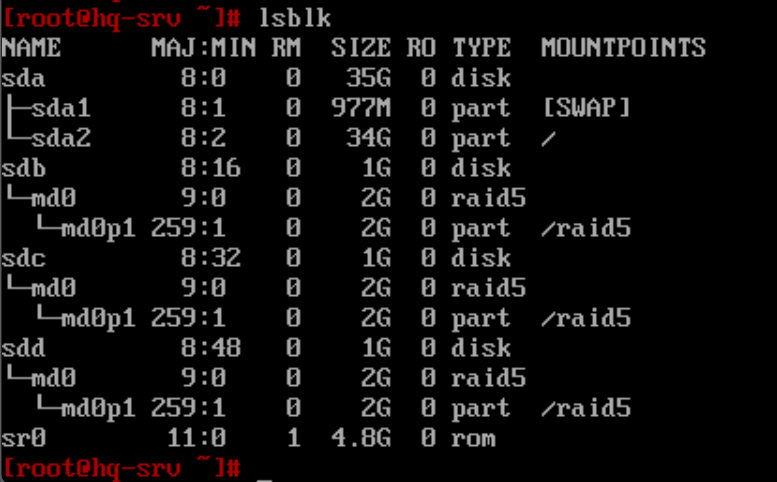 [root@hq-srv ~]# lsblk
NAME      MAJ:MIN RM  SIZE RO TYPE  MOUNTPOINTS
sda         8:0    0   35G  0 disk
├─sda1      8:1    0  977M  0 part  [SWAP]
└─sda2      8:2    0   34G  0 part  /
sdb         8:16   0    1G  0 disk
└─md0       9:0    0    2G  0 raid5
  └─md0p1 259:1    0    2G  0 part  /raid5
sdc         8:32   0    1G  0 disk
└─md0       9:0    0    2G  0 raid5
  └─md0p1 259:1    0    2G  0 part  /raid5
sdd         8:48   0    1G  0 disk
└─md0       9:0    0    2G  0 raid5
  └─md0p1 259:1    0    2G  0 part  /raid5
sr0        11:0    1  4.8G  0 rom
[root@hq-srv ~]# _